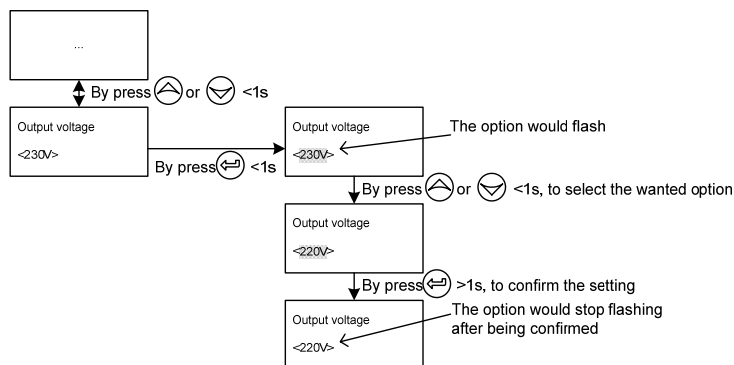 ...
By press or <1s
Output voltage
<230V>
By press <1s
Output voltage
<230V>
The option would flash
By press or <1s, to select the wanted option
Output voltage
<220V>
By press >1s, to confirm the setting
The option would stop flashing
after being confirmed
Output voltage
<220V>